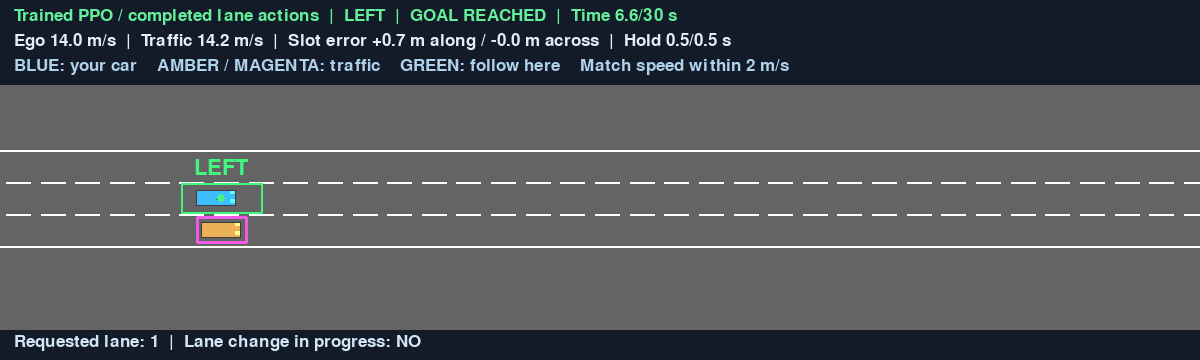 Trained PPO / completed lane actions | LEFT | GOAL REACHED | Time 6.6/30 s
Ego 14.0 m/s | Traffic 14.2 m/s | Slot error +0.7 m along / -0.0 m across | Hold 0.5/0.5 s
BLUE: your car AMBER / MAGENTA: traffic GREEN: follow here Match speed within 2 m/s
LEFT
Requested lane: 1 | Lane change in progress: NO